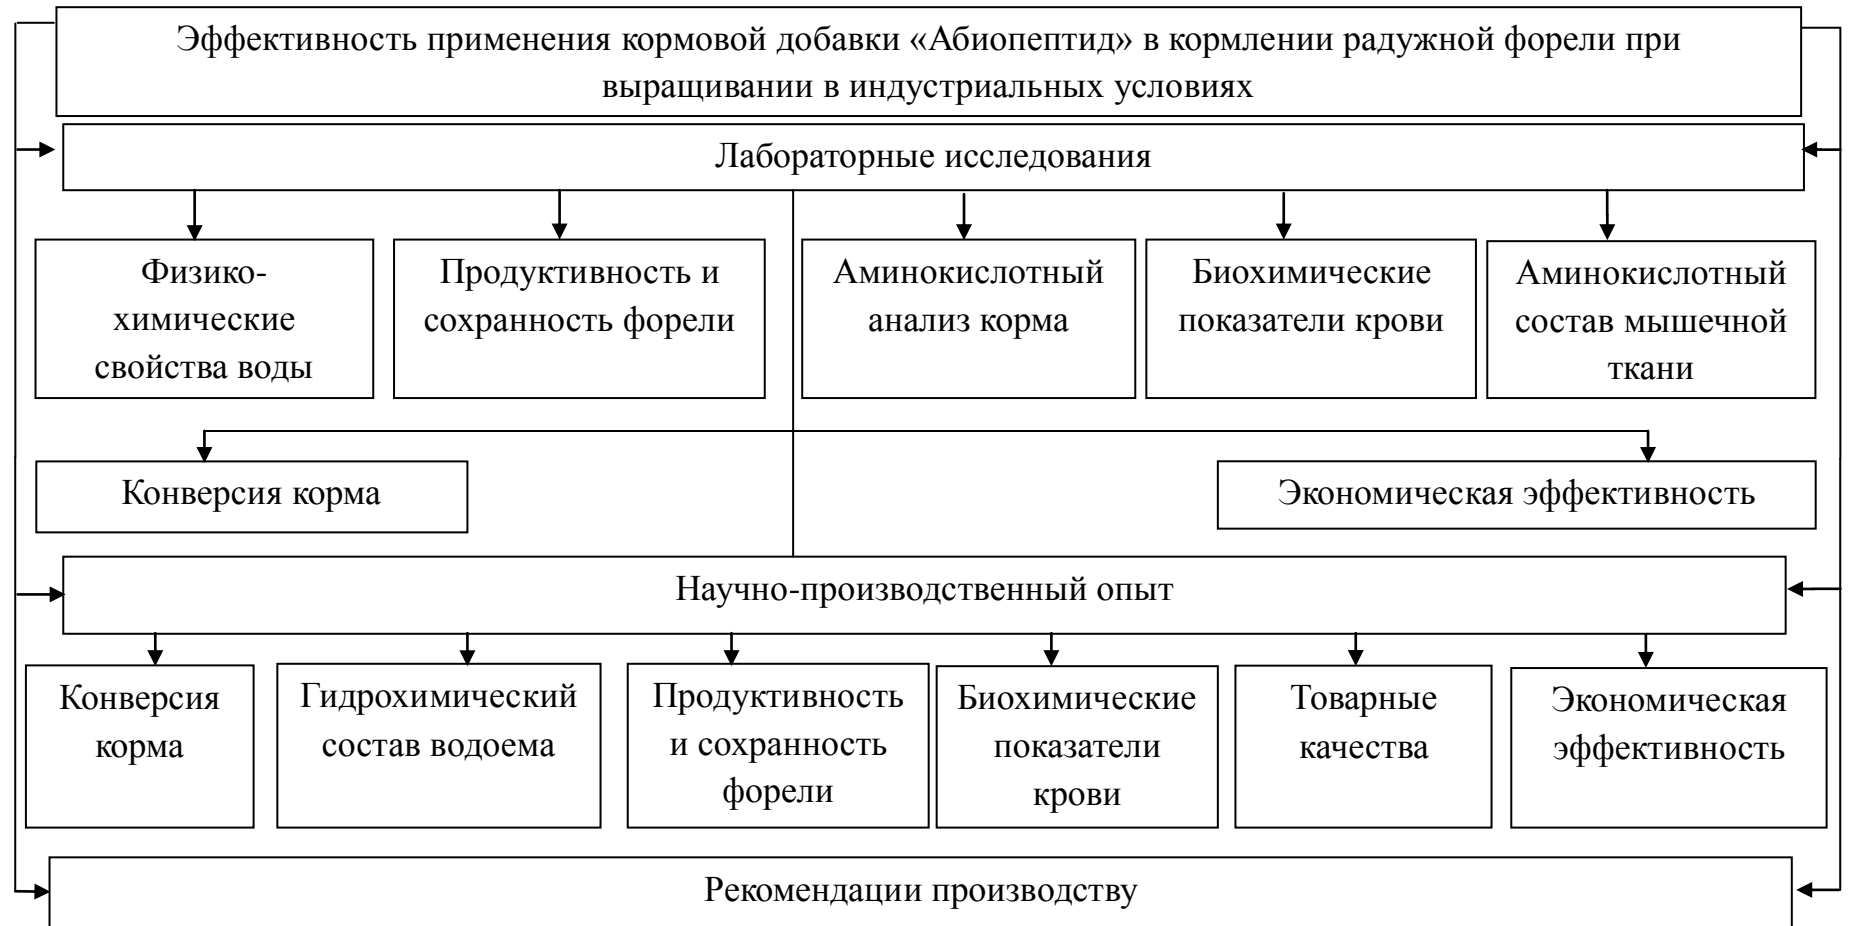 Эффективность применения кормовой добавки «Абиопептид» в кормлении радужной форели при
выращивании в индустриальных условиях
Лабораторные исследования
Физико-
химические
свойства воды
Продуктивность и
сохранность форели
Аминокислотный
анализ корма
Биохимические
показатели крови
Аминокислотный
состав мышечной
ткани
Конверсия корма
Экономическая эффективность
Научно-производственный опыт
Конверсия
корма
Гидрохимический
состав водоема
Продуктивность
и сохранность
форели
Биохимические
показатели
крови
Товарные
качества
Экономическая
эффективность
Рекомендации производству